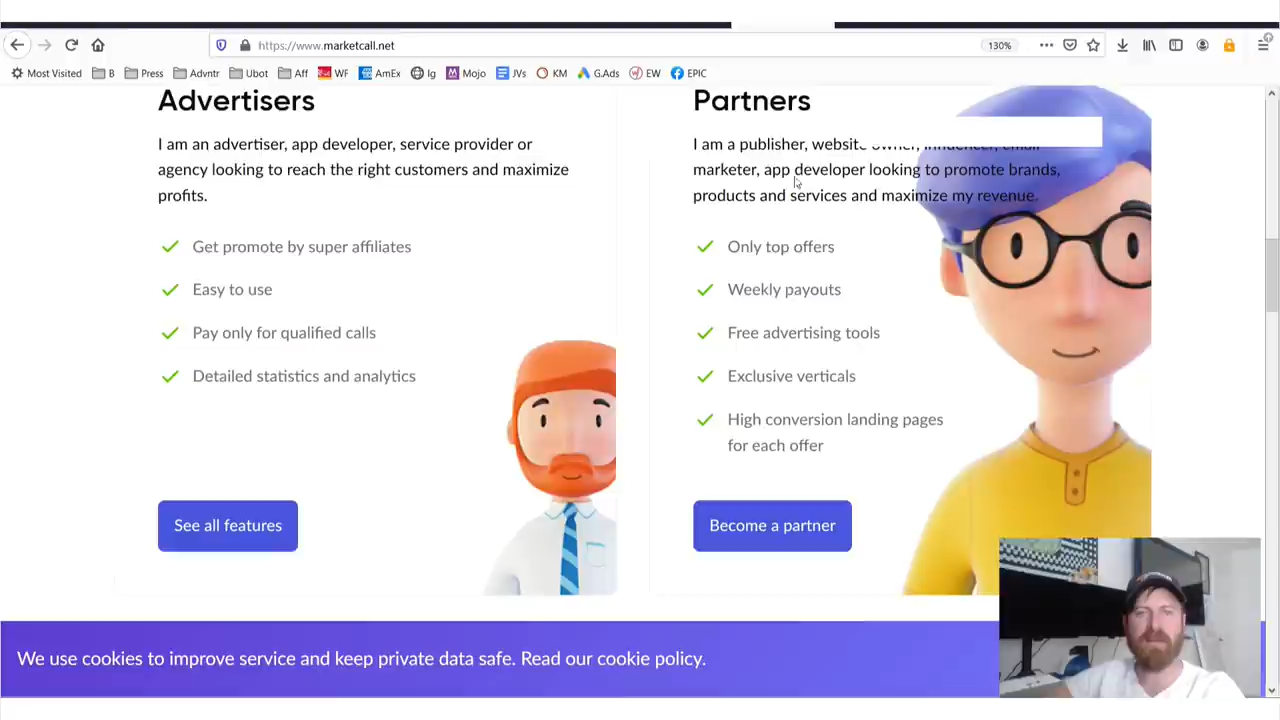 https://www.marketcall.net
130%
Most Visited
B
Press
Advntr
Ubot
Aff
WF
AmEx
Ig
Mojo
JVs
KM
G.Ads
EW
EPIC
Advertisers
I am an advertiser, app developer, service provider or
agency looking to reach the right customers and maximize
profits.
Get promote by super affiliates
Easy to use
Pay only for qualified calls
Detailed statistics and analytics
See all features
Partners
I am a publisher, website owner, influencer, email
marketer, app developer looking to promote brands,
products and services and maximize my revenue.
Only top offers
Weekly payouts
Free advertising tools
Exclusive verticals
High conversion landing pages
for each offer
Become a partner
We use cookies to improve service and keep private data safe. Read our cookie policy.